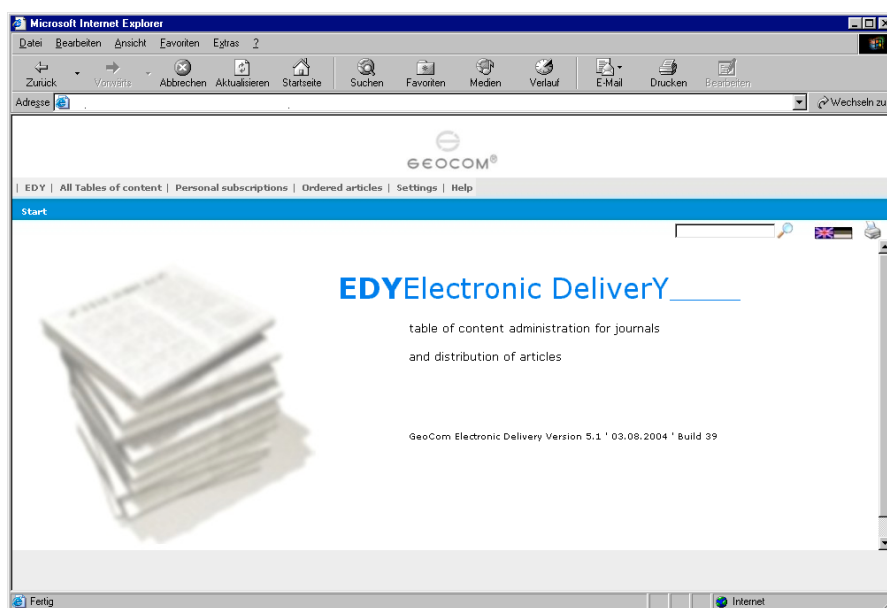 Microsoft Internet Explorer
Datei Bearbeiten Ansicht Favoriten Extras ?
Zurück Vorwärts Abbrechen Aktualisieren Startseite Suchen Favoriten Medien Verlauf E-Mail Drucken Bearbeiten
Adresse Wechseln zu
GEOCOM®
| EDY | All Tables of content | Personal subscriptions | Ordered articles | Settings | Help
Start
EDYElectronic DeliverY_____
table of content administration for journals
and distribution of articles
GeoCom Electronic Delivery Version 5.1 ' 03.08.2004 ' Build 39
Fertig Internet